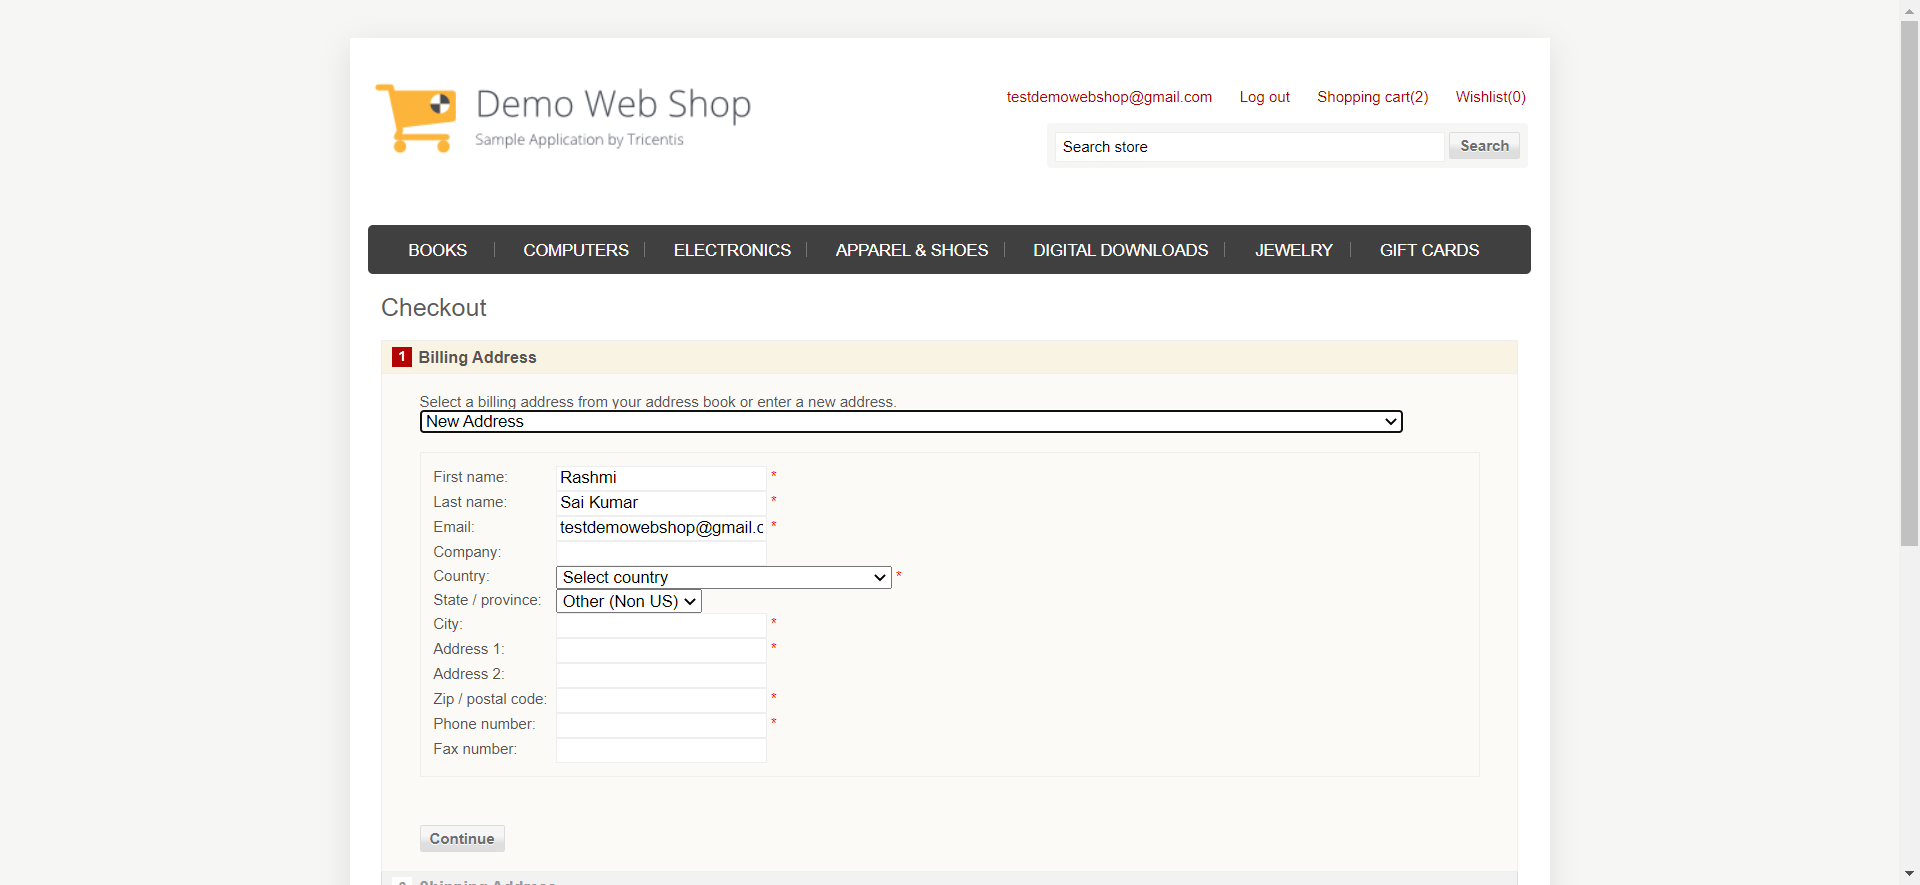 Demo Web Shop
Sample Application by Tricentis
testdemowebshop@gmail.com Log out Shopping cart(2) Wishlist(0)
Search store Search
BOOKS COMPUTERS ELECTRONICS APPAREL & SHOES DIGITAL DOWNLOADS JEWELRY GIFT CARDS
Checkout
1 Billing Address
Select a billing address from your address book or enter a new address.
New Address
First name: Rashmi *
Last name: Sai Kumar *
Email: testdemowebshop@gmail.c *
Company:
Country: Select country *
State / province: Other (Non US)
City: *
Address 1: *
Address 2:
Zip / postal code: *
Phone number: *
Fax number:
Continue
2 Shipping Address